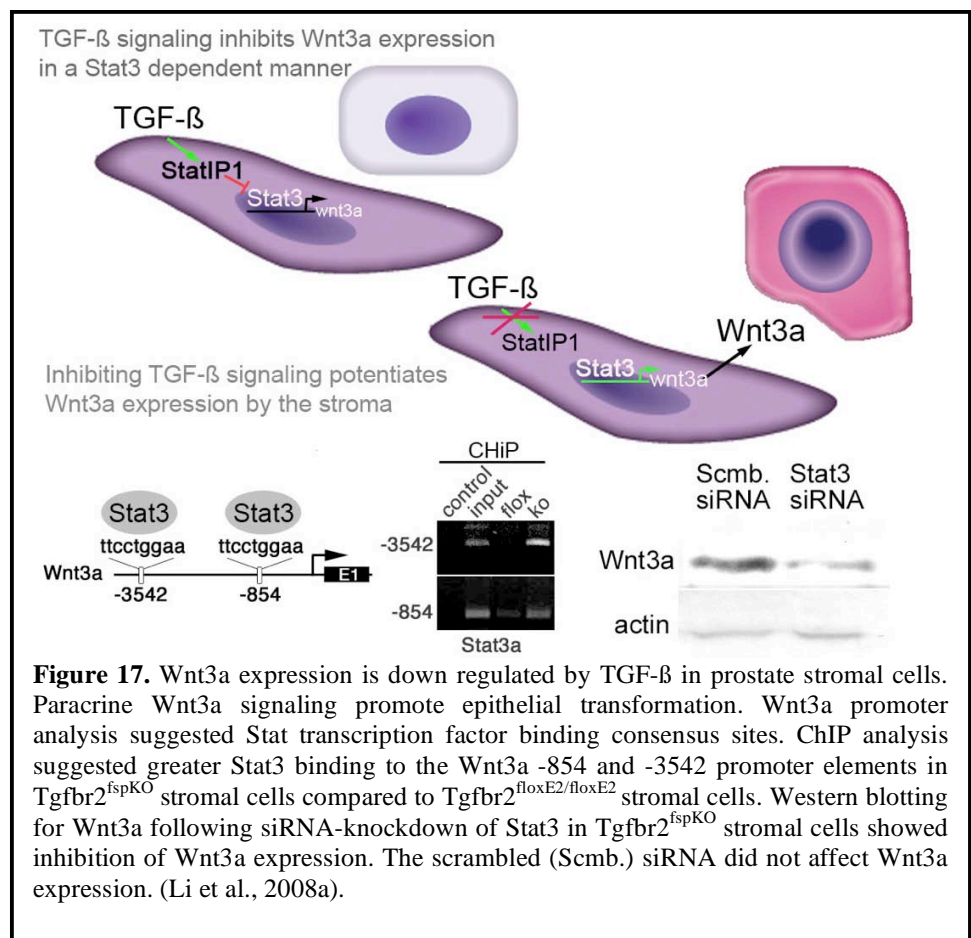 TGF-ß signaling inhibits Wnt3a expression
in a Stat3 dependent manner
TGF-ß
StatIP1
Stat3
wnt3a
TGF-ß
StatIP1
Stat3
wnt3a
Wnt3a
Inhibiting TGF-ß signaling potentiates
Wnt3a expression by the stroma
Stat3 Stat3
ttcctggaa ttcctggaa
Wnt3a E1
-3542 -854
CHiP
control input flox ko
-3542
-854
Stat3a
Scmb. Stat3
siRNA siRNA
Wnt3a
actin
Figure 17. Wnt3a expression is down regulated by TGF-ß in prostate stromal cells.
Paracrine Wnt3a signaling promote epithelial transformation. Wnt3a promoter
analysis suggested Stat transcription factor binding consensus sites. ChIP analysis
suggested greater Stat3 binding to the Wnt3a -854 and -3542 promoter elements in
Tgfbr2fspKO stromal cells compared to Tgfbr2floxE2/floxE2 stromal cells. Western blotting
for Wnt3a following siRNA-knockdown of Stat3 in Tgfbr2fspKO stromal cells showed
inhibition of Wnt3a expression. The scrambled (Scmb.) siRNA did not affect Wnt3a
expression. (Li et al., 2008a).